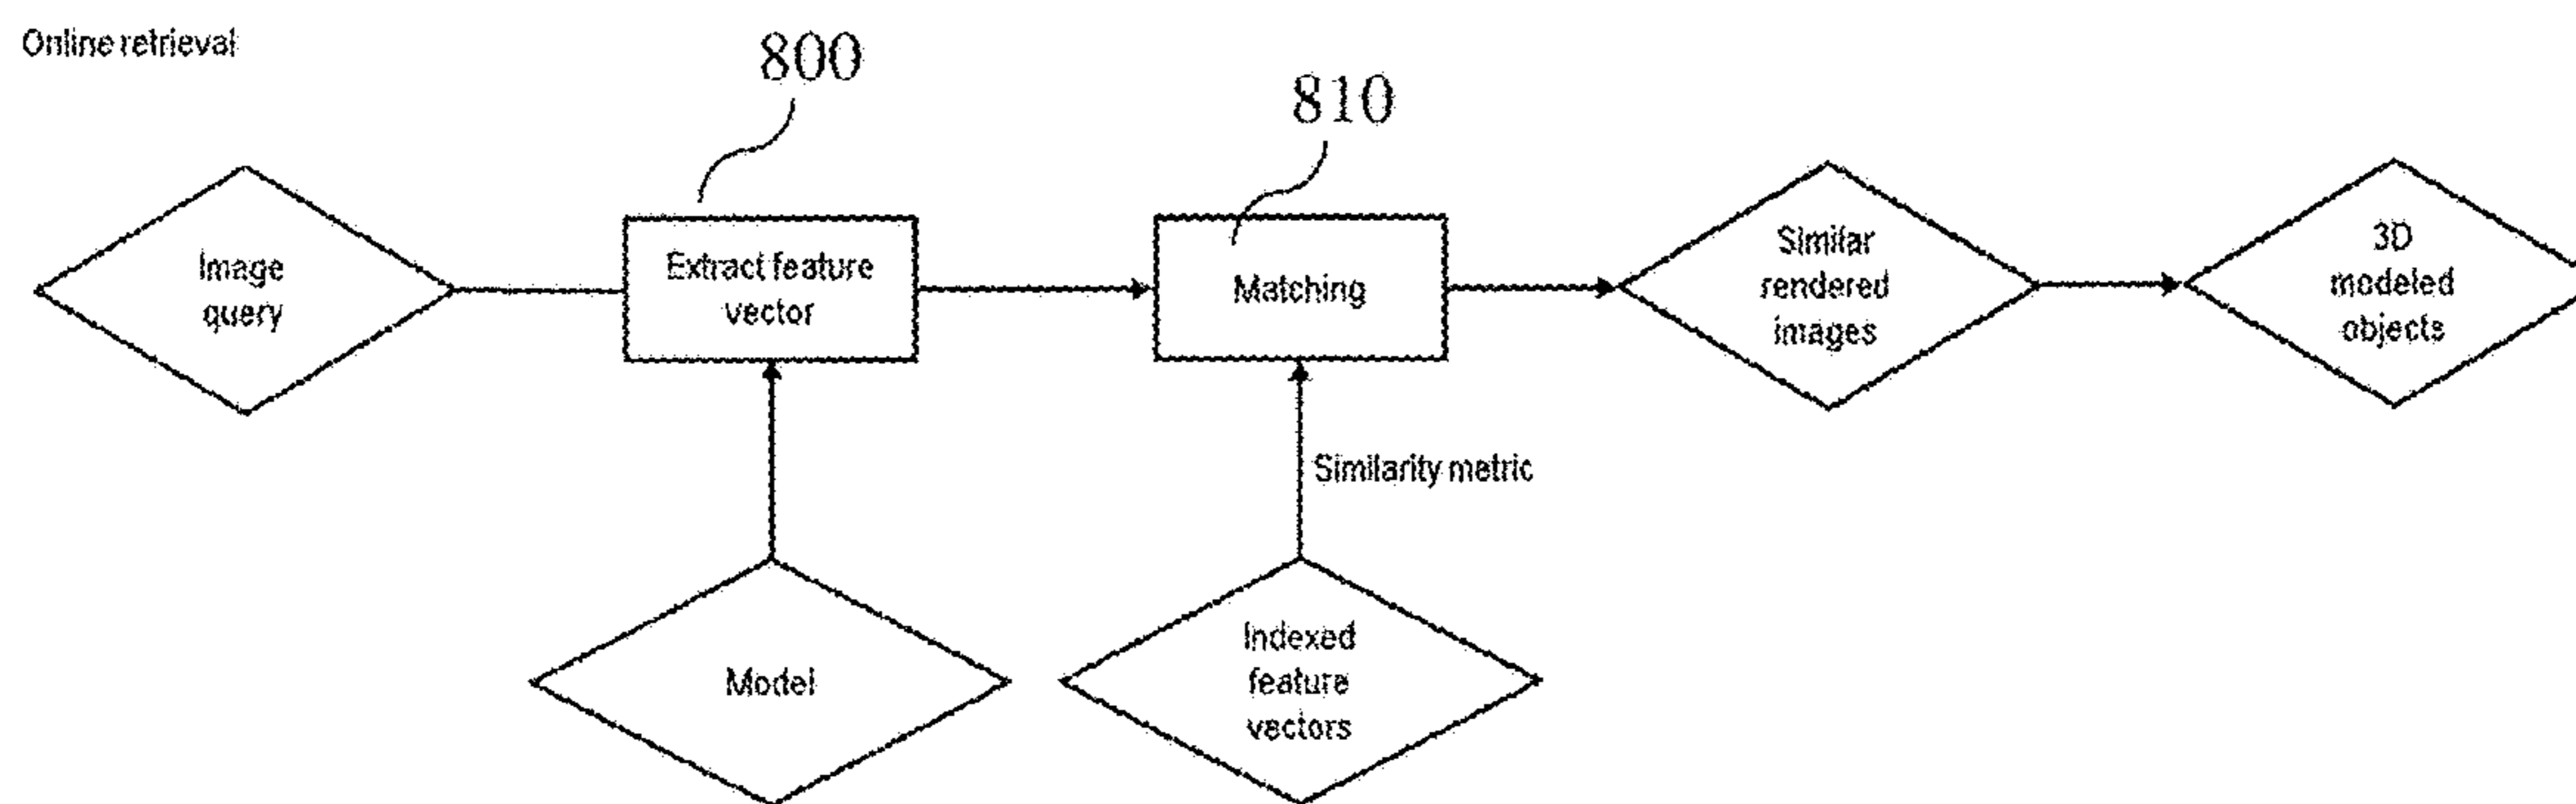 Online retrieval
800
810
Image
query
Extract feature
vector
Matching
Similar
rendered
images
3D
modeled
objects
Similarity metric
Model
Indexed
feature
vectors